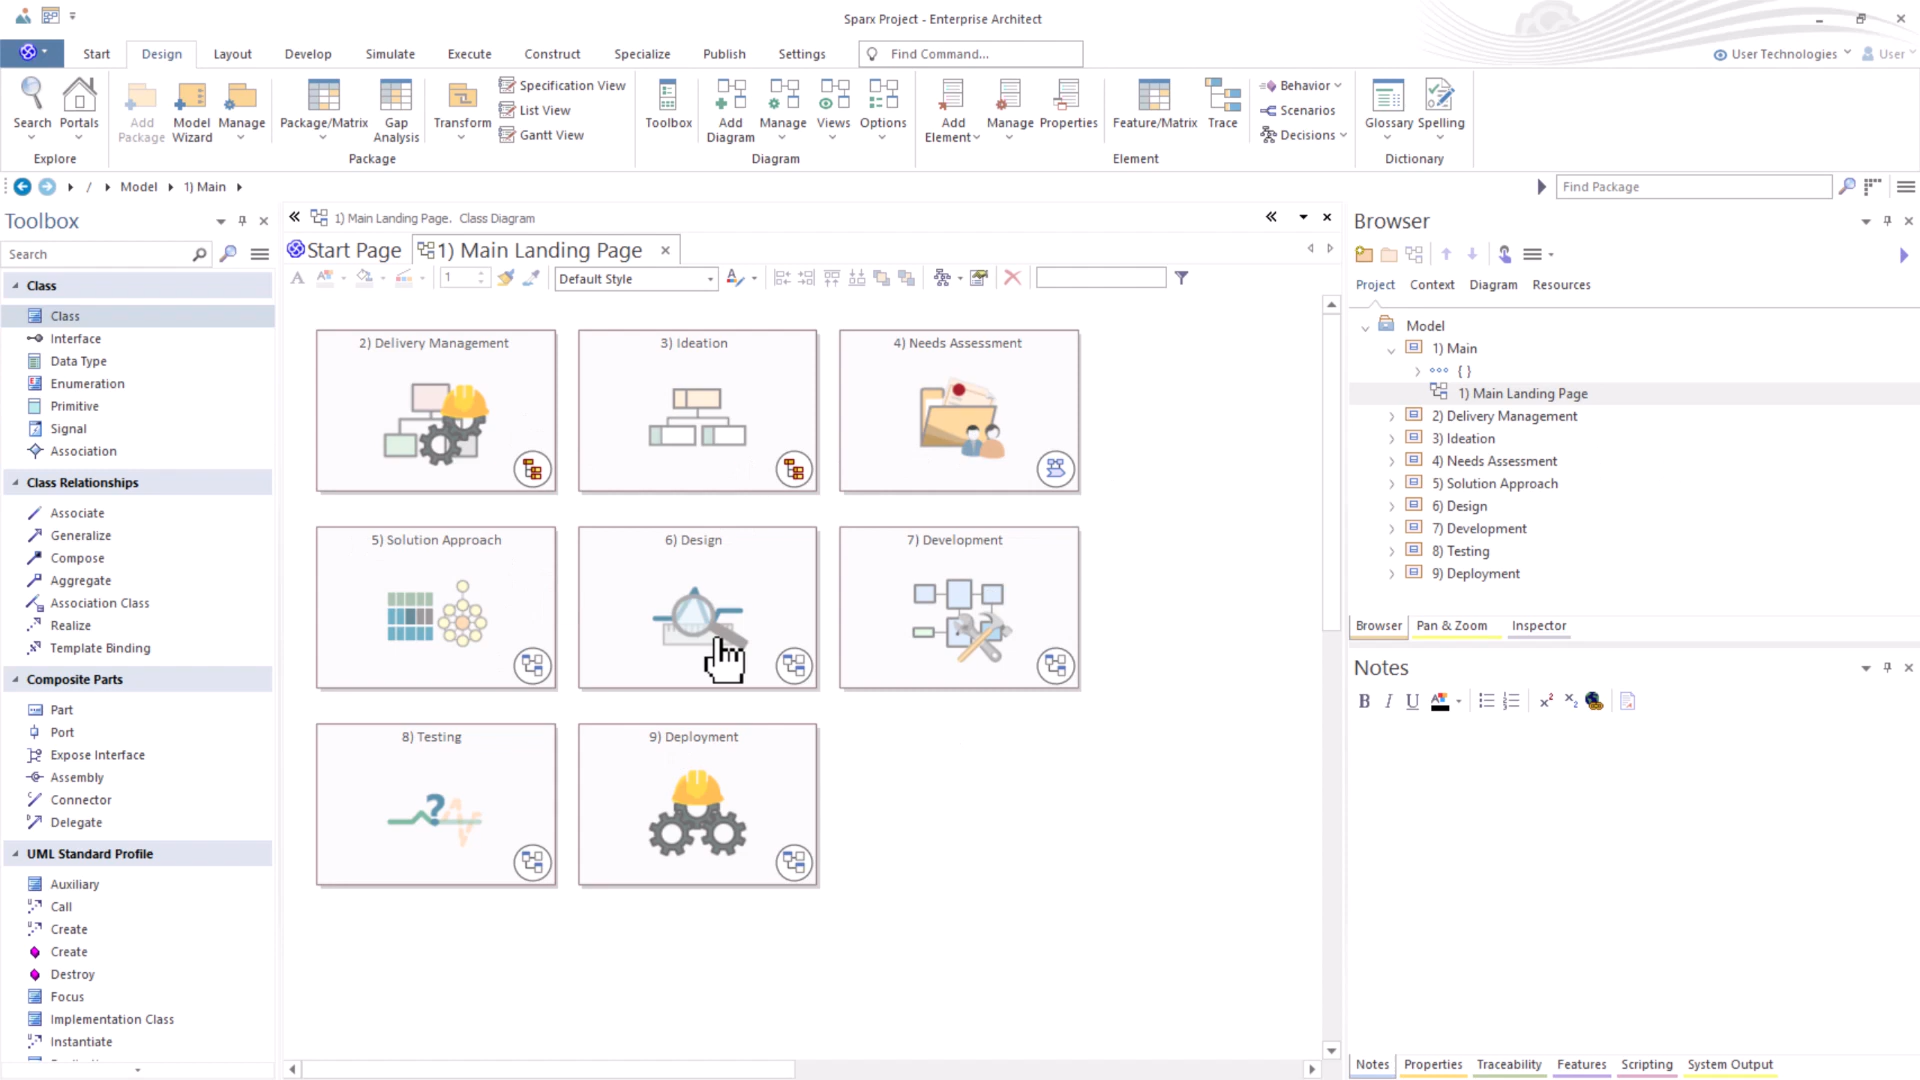 Sparx Project - Enterprise Architect
Start
Design
Layout
Develop
Simulate
Execute
Construct
Specialize
Publish
Settings
Find Command...
User Technologies
User
Search
Portals
Explore
Add Package
Model Wizard
Manage
Package/Matrix
Gap Analysis
Transform
Specification View
List View
Gantt View
Package
Toolbox
Add Diagram
Manage
Views
Options
Diagram
Add Element
Manage
Properties
Feature/Matrix
Trace
Behavior
Scenarios
Decisions
Element
Glossary
Spelling
Dictionary
/ Model 1) Main
Find Package
Toolbox
Search
Class
Class
Interface
Data Type
Enumeration
Primitive
Signal
Association
Class Relationships
Associate
Generalize
Compose
Aggregate
Association Class
Realize
Template Binding
Composite Parts
Part
Port
Expose Interface
Assembly
Connector
Delegate
UML Standard Profile
Auxiliary
Call
Create
Create
Destroy
Focus
Implementation Class
Instantiate
1) Main Landing Page. Class Diagram
Start Page
1) Main Landing Page
1
Default Style
2) Delivery Management
3) Ideation
4) Needs Assessment
5) Solution Approach
6) Design
7) Development
8) Testing
9) Deployment
Browser
Project
Context
Diagram
Resources
Model
1) Main
{ }
1) Main Landing Page
2) Delivery Management
3) Ideation
4) Needs Assessment
5) Solution Approach
6) Design
7) Development
8) Testing
9) Deployment
Browser
Pan & Zoom
Inspector
Notes
B I U
Notes
Properties
Traceability
Features
Scripting
System Output